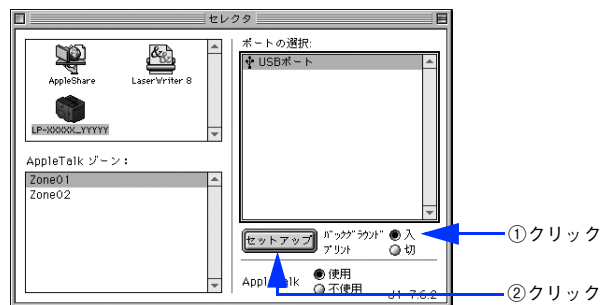 セレクタ
AppleShare
LaserWriter 8
LP-XXXXX_YYYYY
AppleTalk ゾーン：
Zone01
Zone02
ポートの選択:
USBポート
セットアップ
バックグラウンド
プリント
入
切
①クリック
②クリック
使用
不使用
J1-7.6.2